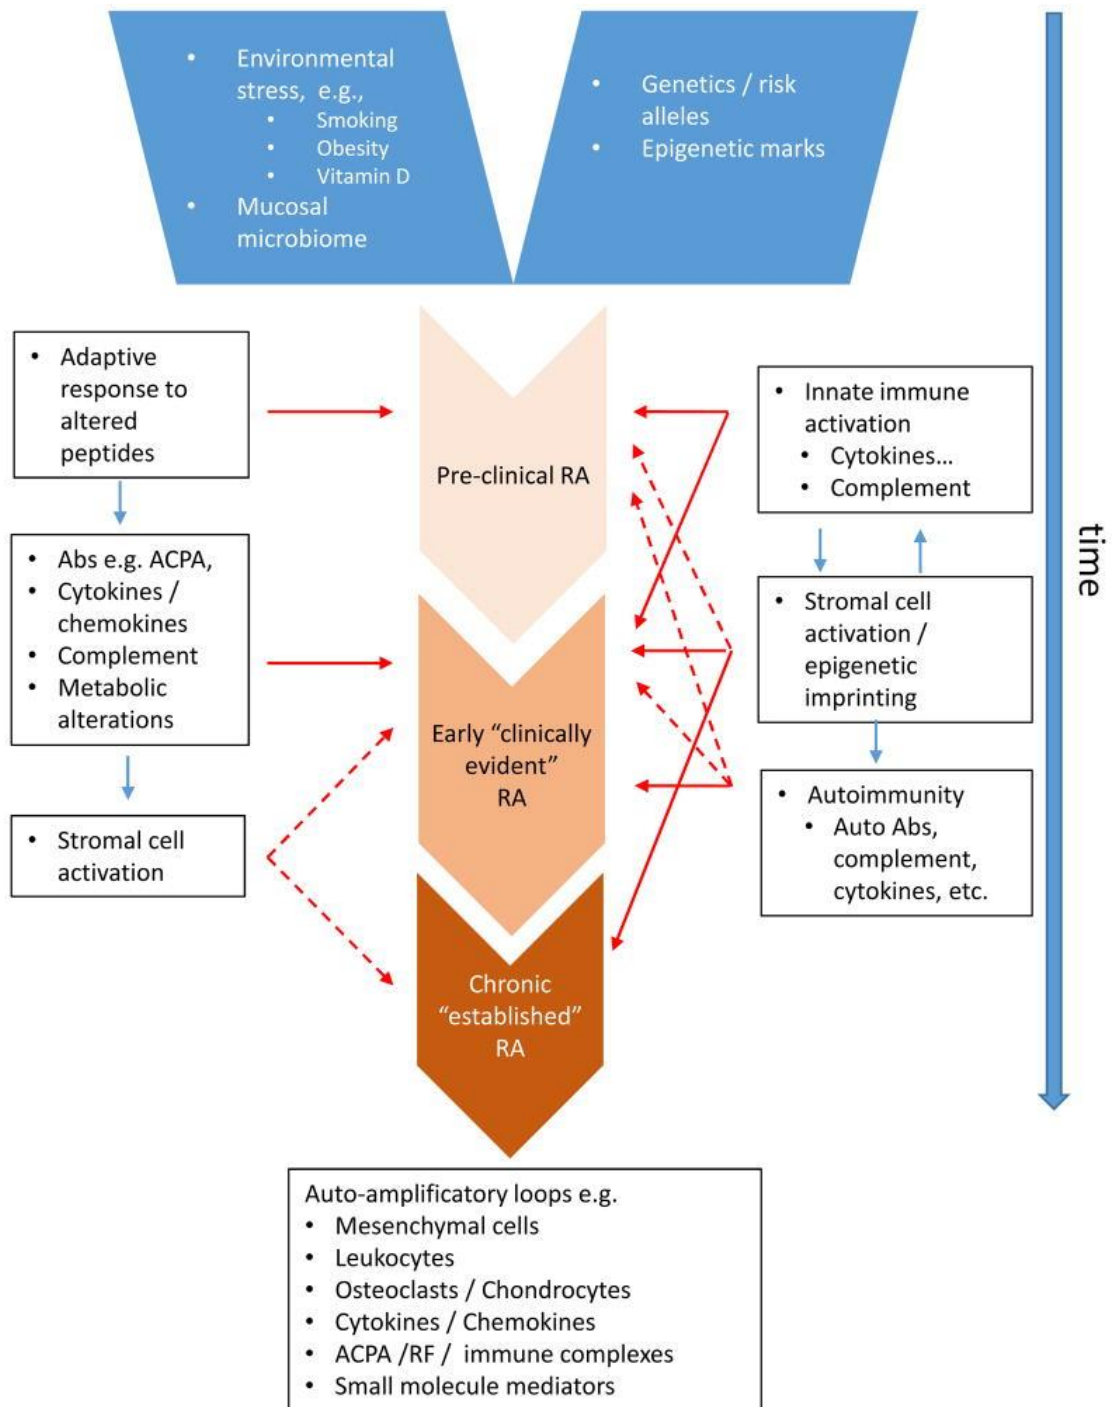 • Environmental
stress, e.g.,
• Smoking
• Obesity
• Vitamin D
• Mucosal
microbiome
• Genetics / risk
alleles
• Epigenetic marks
• Adaptive
response to
altered
peptides
• Abs e.g. ACPA,
• Cytokines /
chemokines
• Complement
• Metabolic
alterations
• Stromal cell
activation
Pre-clinical RA
Early “clinically
evident”
RA
Chronic
“established”
RA
• Innate immune
activation
• Cytokines...
• Complement
• Stromal cell
activation /
epigenetic
imprinting
• Autoimmunity
• Auto Abs,
complement,
cytokines, etc.
time
Auto-amplificatory loops e.g.
• Mesenchymal cells
• Leukocytes
• Osteoclasts / Chondrocytes
• Cytokines / Chemokines
• ACPA /RF / immune complexes
• Small molecule mediators